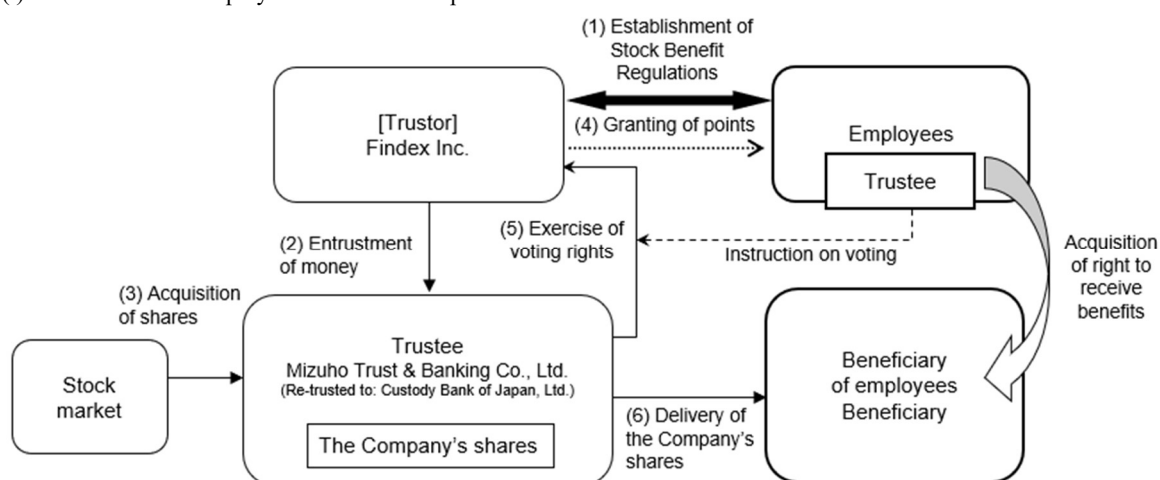 (1) Establishment of
Stock Benefit
Regulations
[Trustor]
Findex Inc.
(4) Granting of points
Employees
Trustee
(2) Entrustment
of money
(5) Exercise of
voting rights
Instruction on voting
Acquisition
of right to
receive
benefits
(3) Acquisition
of shares
Stock
market
Trustee
Mizuho Trust & Banking Co., Ltd.
(Re-trusted to: Custody Bank of Japan, Ltd.)
The Company’s shares
(6) Delivery of
the Company’s
shares
Beneficiary
of employees
Beneficiary